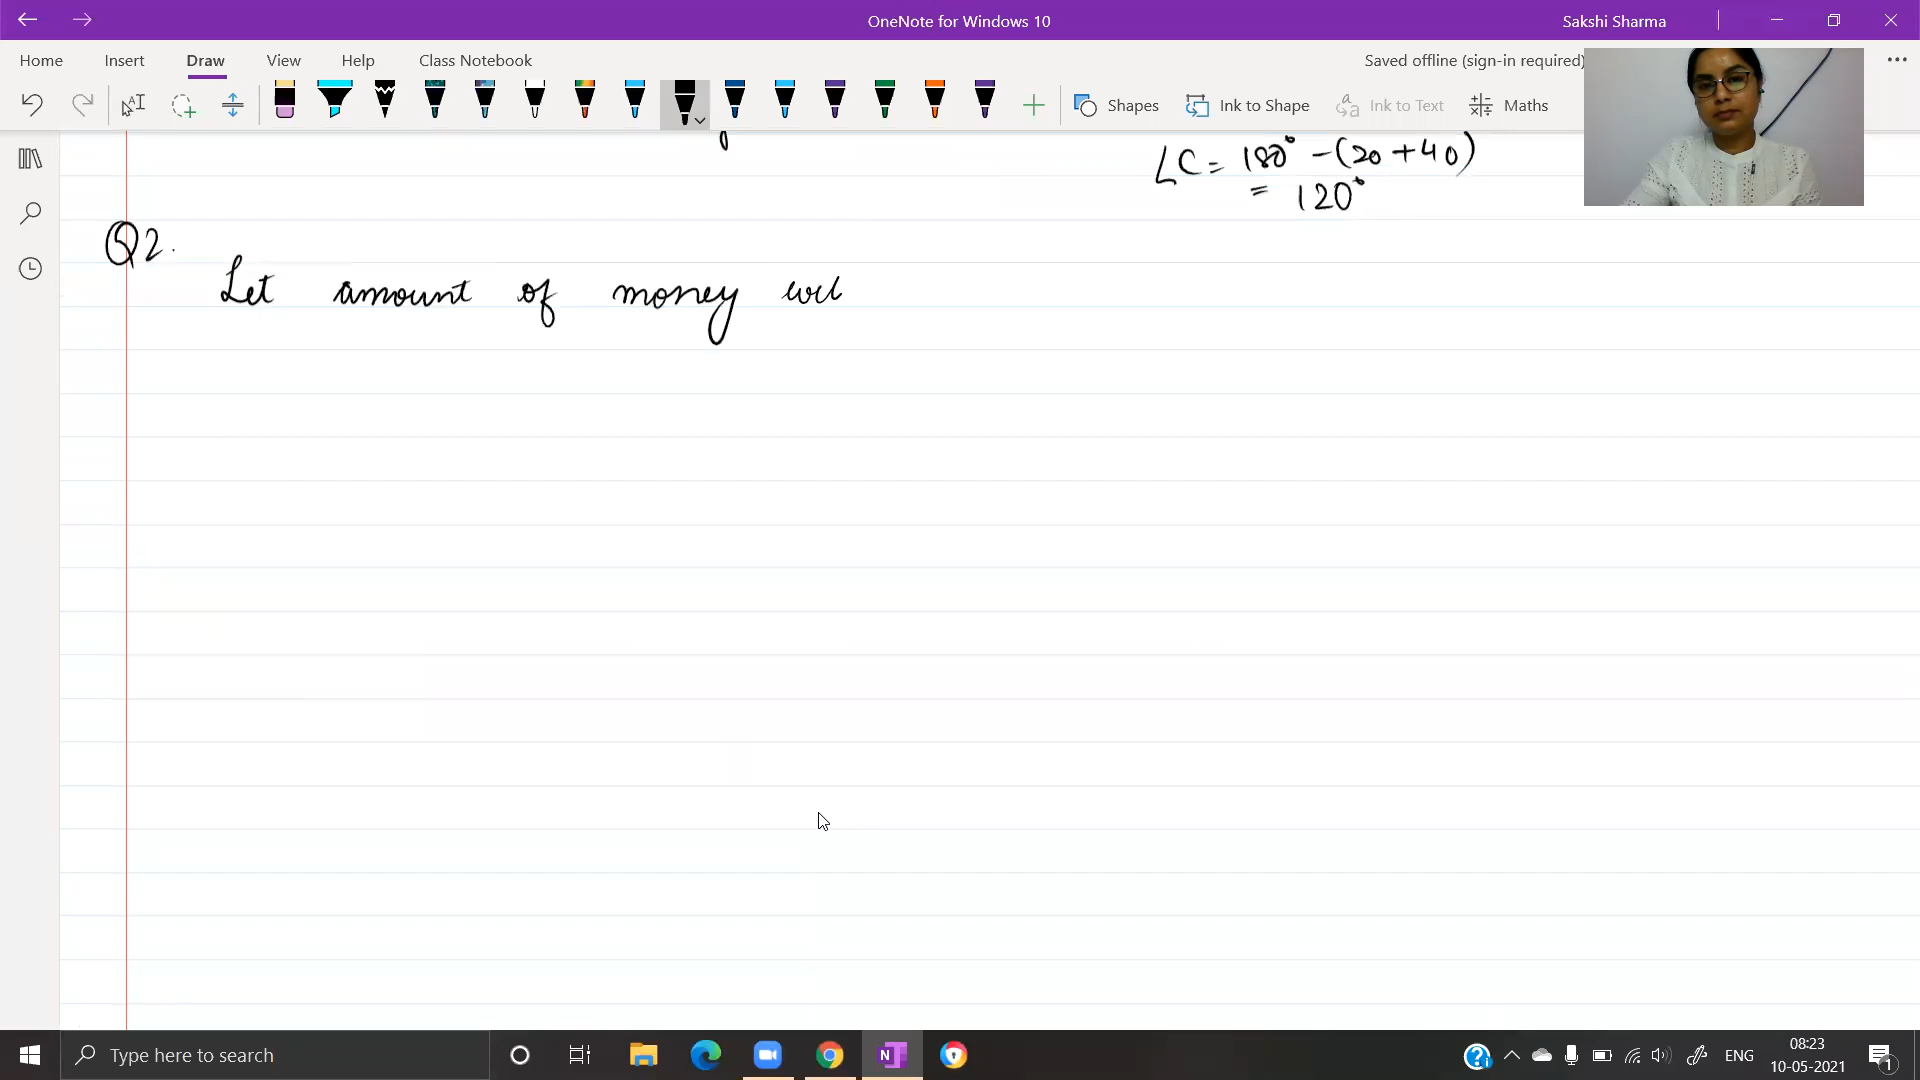 OneNote for Windows 10
Sakshi Sharma
Home Insert Draw View Help Class Notebook
Saved offline (sign-in required)
Shapes Ink to Shape Ink to Text Maths
∠C = 180° - (20 + 40)
= 120°
Q2.
Let amount of money
Type here to search
ENG
08:23
10-05-2021
1